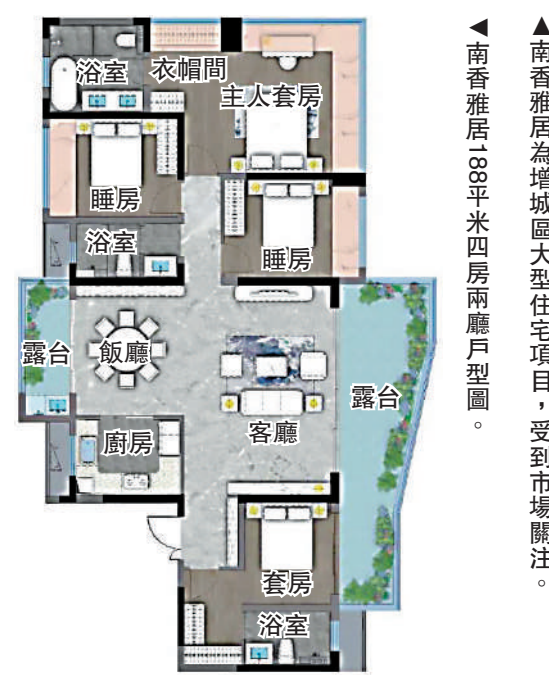 ▲南香雅居為增城區大型住宅項目，受到市場關注。
◀南香雅居188平米四房兩廳戶型圖。
浴室
衣帽間
主人套房
睡房
浴室
睡房
露台
飯廳
露台
廚房
客廳
套房
浴室